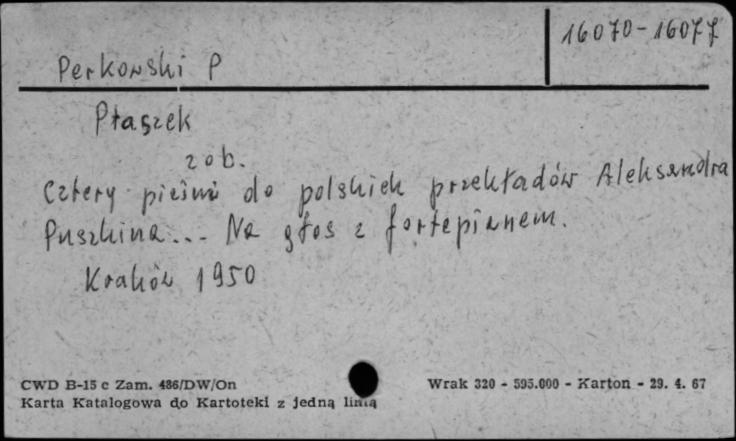 16070-16077
Perkowski P
Ptaszek
zob.
Cztery pieśni do polskich przekładów Aleksandra
Puszkina... Na głos z fortepianem.
Kraków 1950
CWD B-15 c Zam. 486/DW/On
Wrak 320 - 595.000 - Karton - 29. 4. 67
Karta Katalogowa do Kartoteki z jedną linią